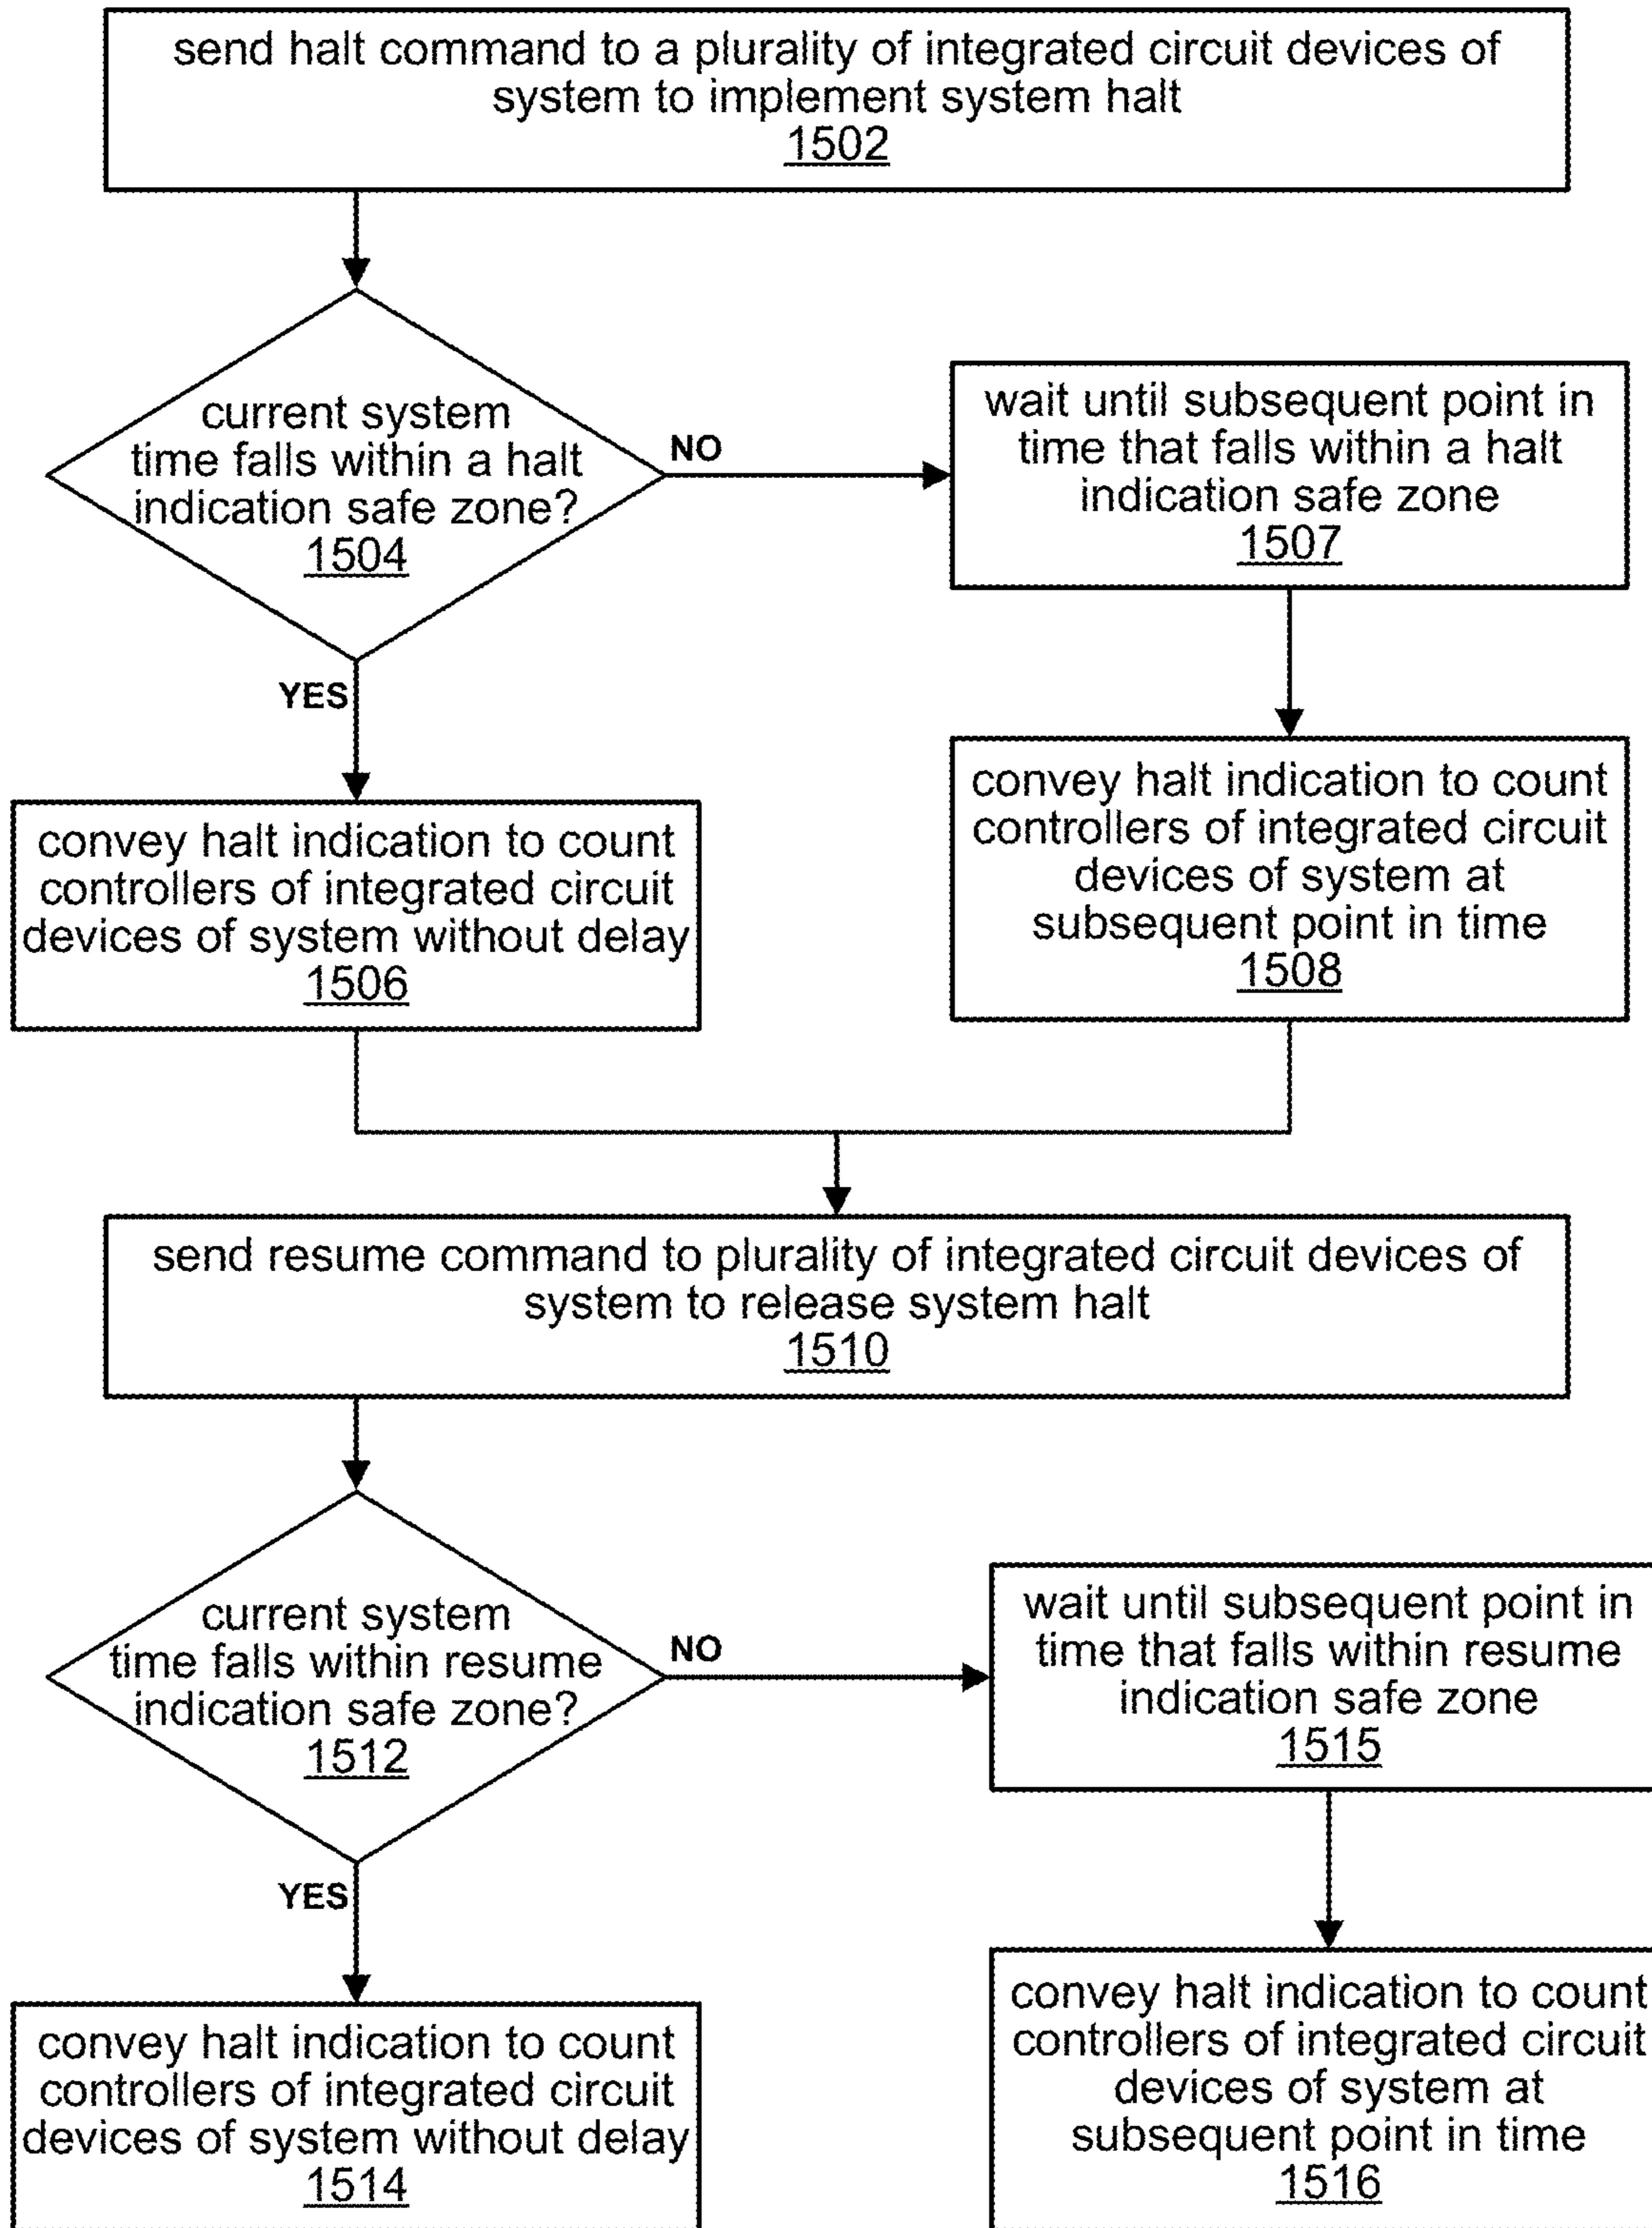 send halt command to a plurality of integrated circuit devices of
system to implement system halt
1502
current system
time falls within a halt
indication safe zone?
1504
NO
wait until subsequent point in
time that falls within a halt
indication safe zone
1507
YES
convey halt indication to count
controllers of integrated circuit
devices of system without delay
1506
convey halt indication to count
controllers of integrated circuit
devices of system at
subsequent point in time
1508
send resume command to plurality of integrated circuit devices of
system to release system halt
1510
current system
time falls within resume
indication safe zone?
1512
NO
wait until subsequent point in
time that falls within resume
indication safe zone
1515
YES
convey halt indication to count
controllers of integrated circuit
devices of system without delay
1514
convey halt indication to count
controllers of integrated circuit
devices of system at
subsequent point in time
1516